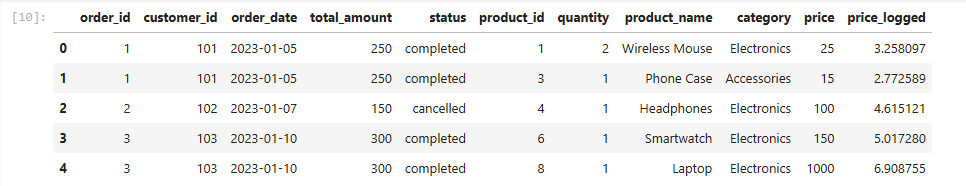 [10]: order_id customer_id order_date total_amount status product_id quantity product_name category price price_logged
0 1 101 2023-01-05 250 completed 1 2 Wireless Mouse Electronics 25 3.258097
1 1 101 2023-01-05 250 completed 3 1 Phone Case Accessories 15 2.772589
2 2 102 2023-01-07 150 cancelled 4 1 Headphones Electronics 100 4.615121
3 3 103 2023-01-10 300 completed 6 1 Smartwatch Electronics 150 5.017280
4 3 103 2023-01-10 300 completed 8 1 Laptop Electronics 1000 6.908755